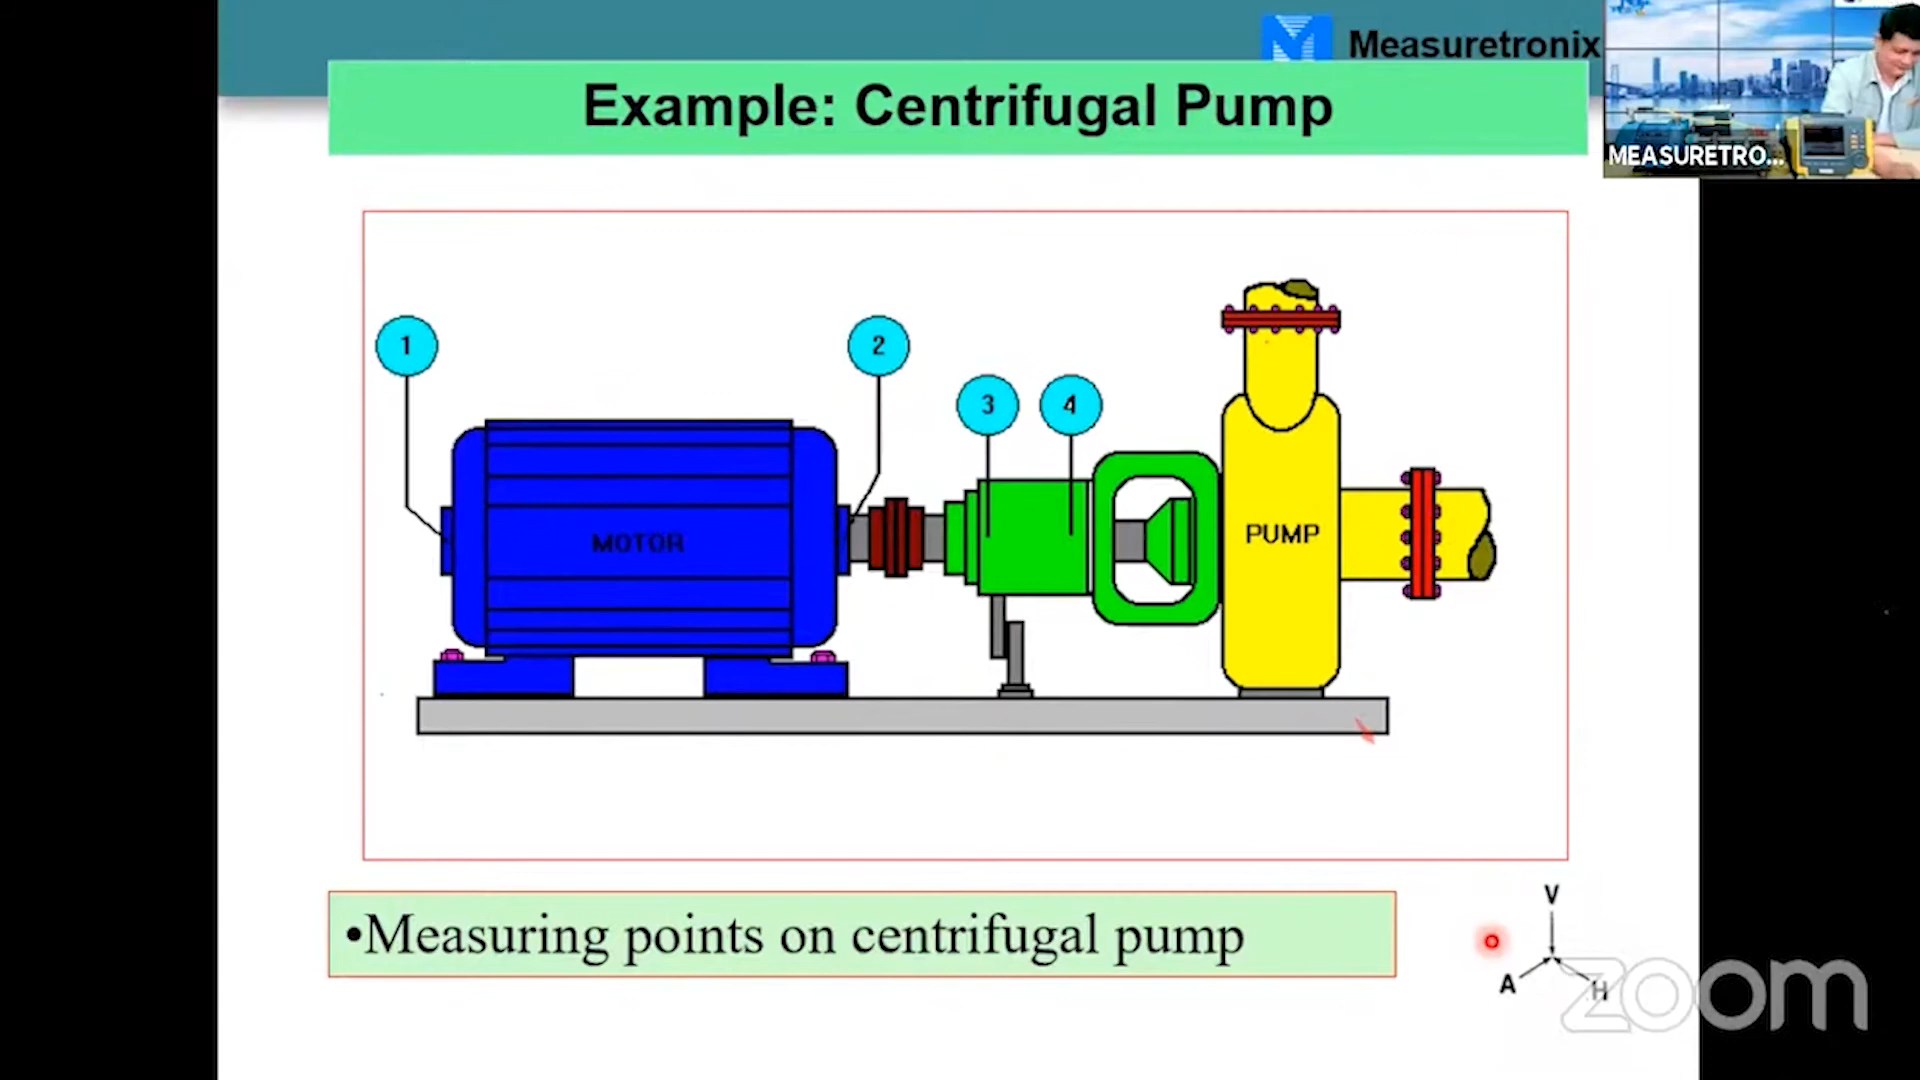 Measuretronix
Example: Centrifugal Pump
MEASURETRO...
1
2
3
4
MOTOR
PUMP
•Measuring points on centrifugal pump
V
A
H
zoom